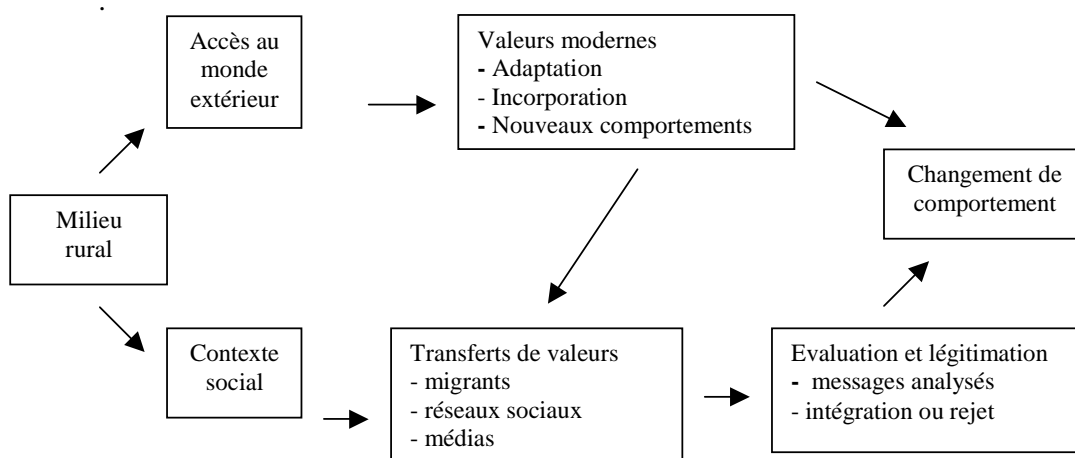 Accès au
monde
extérieur
Valeurs modernes
- Adaptation
- Incorporation
- Nouveaux comportements
Changement de
comportement
Milieu
rural
Contexte
social
Transferts de valeurs
- migrants
- réseaux sociaux
- médias
Evaluation et légitimation
- messages analysés
- intégration ou rejet